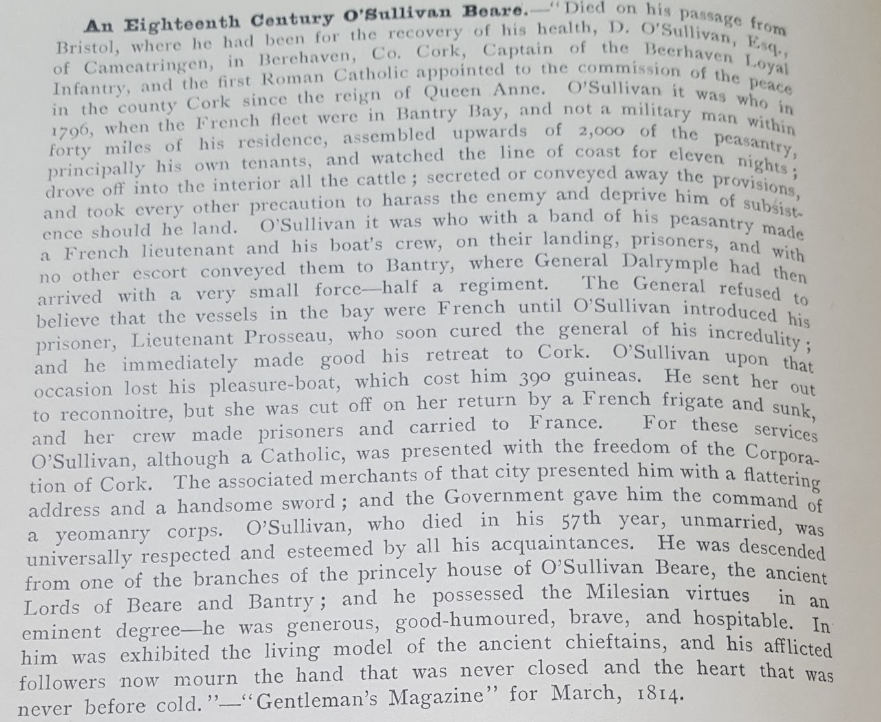 An Eighteenth Century O'Sullivan Beare.—"Died on his passage from
Bristol, where he had been for the recovery of his health, D. O'Sullivan, Esq.,
of Cameatringen, in Berehaven, Co. Cork, Captain of the Beerhaven Loyal
Infantry, and the first Roman Catholic appointed to the commission of the peace
in the county Cork since the reign of Queen Anne. O'Sullivan it was who in
1796, when the French fleet were in Bantry Bay, and not a military man within
forty miles of his residence, assembled upwards of 2,000 of the peasantry,
principally his own tenants, and watched the line of coast for eleven nights;
drove off into the interior all the cattle; secreted or conveyed away the provisions,
and took every other precaution to harass the enemy and deprive him of subsist-
ence should he land. O'Sullivan it was who with a band of his peasantry made
a French lieutenant and his boat's crew, on their landing, prisoners, and with
no other escort conveyed them to Bantry, where General Dalrymple had then
arrived with a very small force—half a regiment. The General refused to
believe that the vessels in the bay were French until O'Sullivan introduced his
prisoner, Lieutenant Prosseau, who soon cured the general of his incredulity;
and he immediately made good his retreat to Cork. O'Sullivan upon that
occasion lost his pleasure-boat, which cost him 390 guineas. He sent her out
to reconnoitre, but she was cut off on her return by a French frigate and sunk,
and her crew made prisoners and carried to France. For these services
O'Sullivan, although a Catholic, was presented with the freedom of the Corpora-
tion of Cork. The associated merchants of that city presented him with a flattering
address and a handsome sword; and the Government gave him the command of
a yeomanry corps. O'Sullivan, who died in his 57th year, unmarried, was
universally respected and esteemed by all his acquaintances. He was descended
from one of the branches of the princely house of O'Sullivan Beare, the ancient
Lords of Beare and Bantry; and he possessed the Milesian virtues in an
eminent degree—he was generous, good-humoured, brave, and hospitable. In
him was exhibited the living model of the ancient chieftains, and his afflicted
followers now mourn the hand that was never closed and the heart that was
never before cold."—"Gentleman's Magazine" for March, 1814.